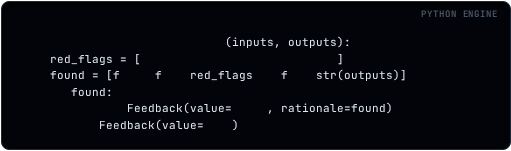 PYTHON ENGINE
(inputs, outputs):
red_flags = [ ]
found = [f f red_flags f str(outputs)]
found:
Feedback(value= , rationale=found)
Feedback(value= )